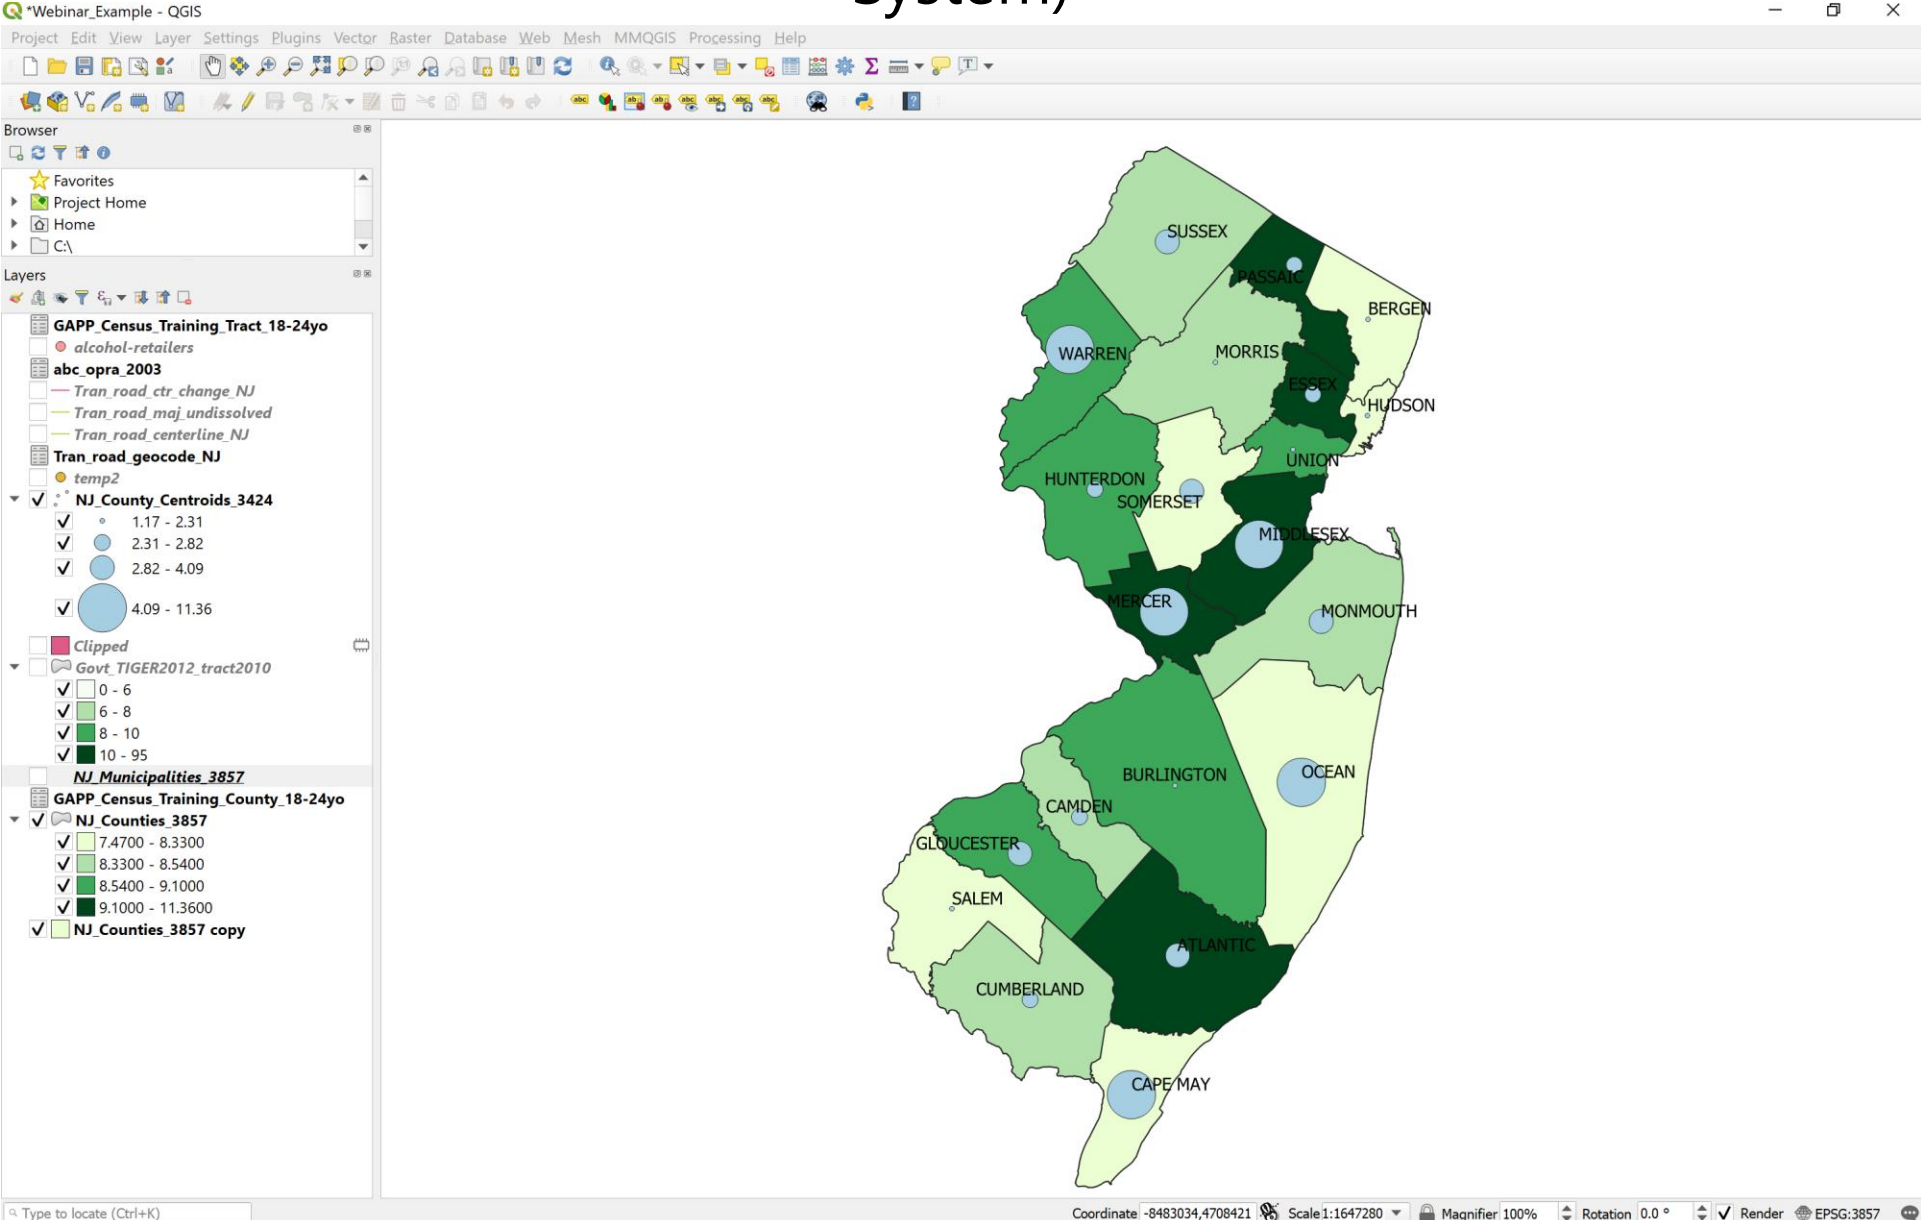 System)
*Webinar_Example - QGIS
Project Edit View Layer Settings Plugins Vector Raster Database Web Mesh MMQGIS Processing Help
Browser
Favorites
Project Home
Home
C:\
Layers
GAPP_Census_Training_Tract_18-24yo
alcohol-retailers
abc_opra_2003
Tran_road_ctr_change_NJ
Tran_road_maj_undissolved
Tran_road_centerline_NJ
Tran_road_geocode_NJ
temp2
NJ_County_Centroids_3424
1.17 - 2.31
2.31 - 2.82
2.82 - 4.09
4.09 - 11.36
Clipped
Govt_TIGER2012_tract2010
0 - 6
6 - 8
8 - 10
10 - 95
NJ_Municipalities_3857
GAPP_Census_Training_County_18-24yo
NJ_Counties_3857
7.4700 - 8.3300
8.3300 - 8.5400
8.5400 - 9.1000
9.1000 - 11.3600
NJ_Counties_3857 copy
SUSSEX
PASSAIC
BERGEN
WARREN
MORRIS
ESSEX
HUDSON
UNION
HUNTERDON
SOMERSET
MIDDLESEX
MERCER
MONMOUTH
BURLINGTON
OCEAN
CAMDEN
GLOUCESTER
SALEM
ATLANTIC
CUMBERLAND
CAPE MAY
Type to locate (Ctrl+K)
Coordinate -8483034,4708421 Scale 1:1647280 Magnifier 100% Rotation 0.0 ° Render EPSG:3857